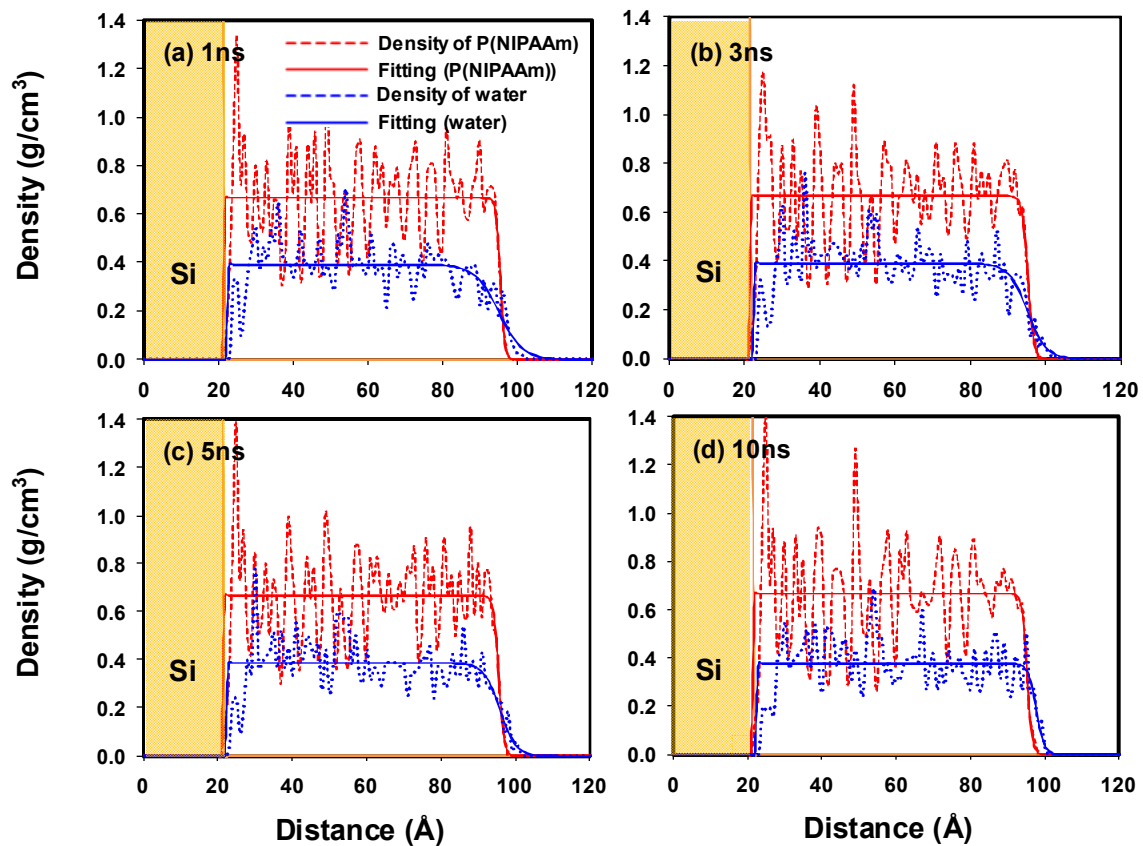 (a) 1ns
Density of P(NIPAAm)
Fitting (P(NIPAAm))
Density of water
Fitting (water)
Si
Density (g/cm³)
1.4
1.2
1.0
0.8
0.6
0.4
0.2
0.0
0 20 40 60 80 100 120
(b) 3ns
Si
1.4
1.2
1.0
0.8
0.6
0.4
0.2
0.0
0 20 40 60 80 100 120
(c) 5ns
Si
Density (g/cm³)
1.4
1.2
1.0
0.8
0.6
0.4
0.2
0.0
0 20 40 60 80 100 120
Distance (Å)
(d) 10ns
Si
1.4
1.2
1.0
0.8
0.6
0.4
0.2
0.0
0 20 40 60 80 100 120
Distance (Å)